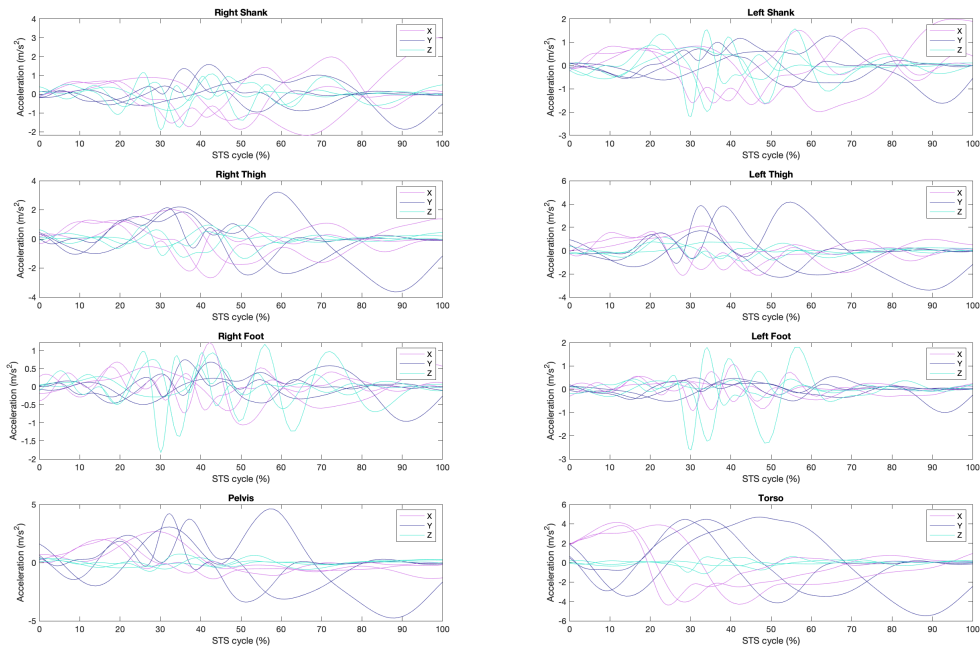 Right Shank
4
3
2
1
0
-1
-2
Acceleration (m/s²)
0 10 20 30 40 50 60 70 80 90 100
STS cycle (%)
X
Y
Z
Left Shank
2
1
0
-1
-2
-3
Acceleration (m/s²)
0 10 20 30 40 50 60 70 80 90 100
STS cycle (%)
X
Y
Z
Right Thigh
4
2
0
-2
-4
Acceleration (m/s²)
0 10 20 30 40 50 60 70 80 90 100
STS cycle (%)
X
Y
Z
Left Thigh
6
4
2
0
-2
-4
Acceleration (m/s²)
0 10 20 30 40 50 60 70 80 90 100
STS cycle (%)
X
Y
Z
Right Foot
1
0.5
0
-0.5
-1
-1.5
-2
Acceleration (m/s²)
0 10 20 30 40 50 60 70 80 90 100
STS cycle (%)
X
Y
Z
Left Foot
2
1
0
-1
-2
-3
Acceleration (m/s²)
0 10 20 30 40 50 60 70 80 90 100
STS cycle (%)
X
Y
Z
Pelvis
5
0
-5
Acceleration (m/s²)
0 10 20 30 40 50 60 70 80 90 100
STS cycle (%)
X
Y
Z
Torso
6
4
2
0
-2
-4
-6
Acceleration (m/s²)
0 10 20 30 40 50 60 70 80 90 100
STS cycle (%)
X
Y
Z